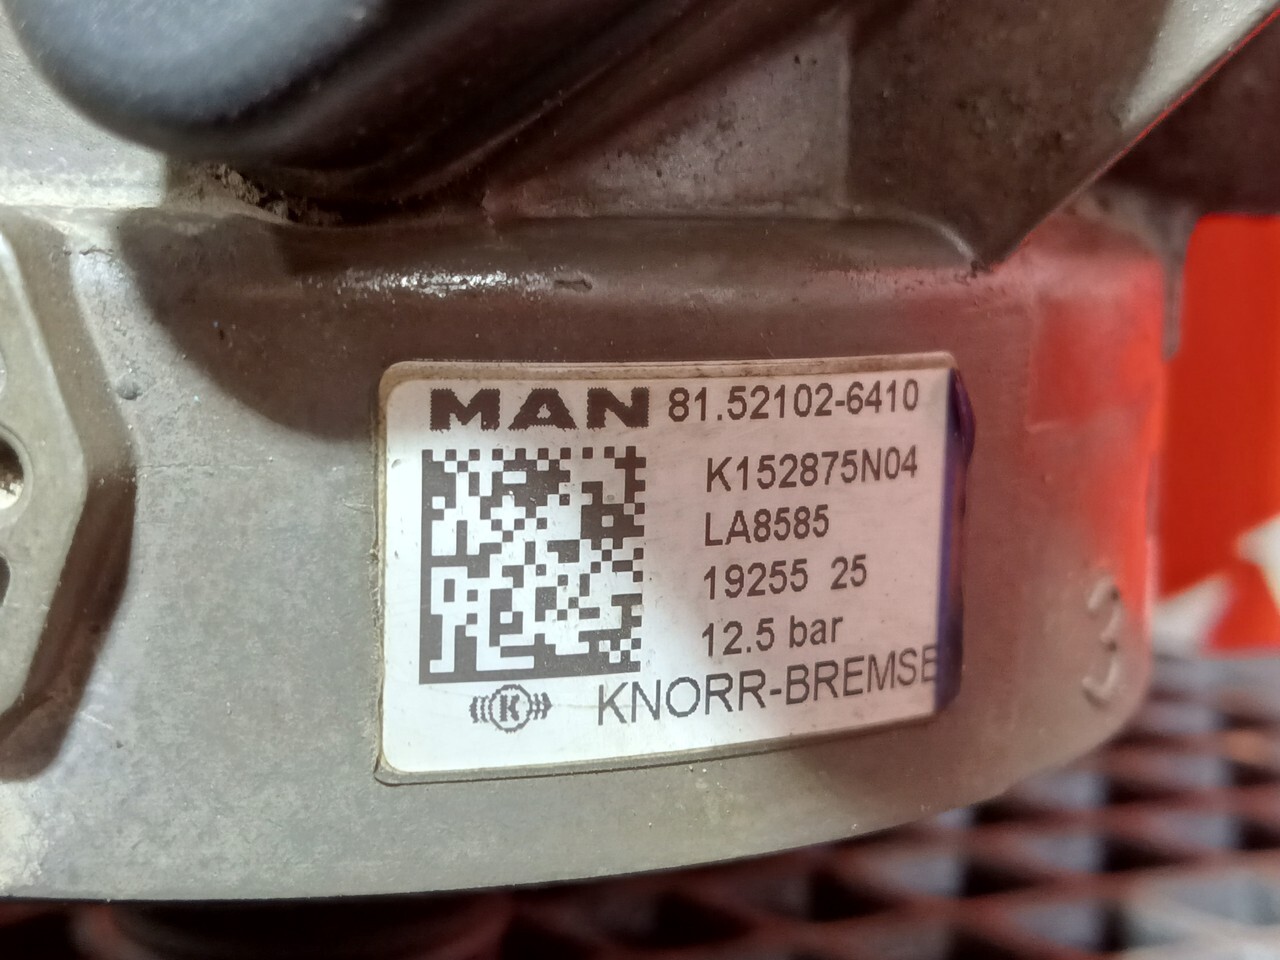 MAN 81.52102-6410
K152875N04
LA8585
19255 25
12.5 bar
K KNORR-BREMSE